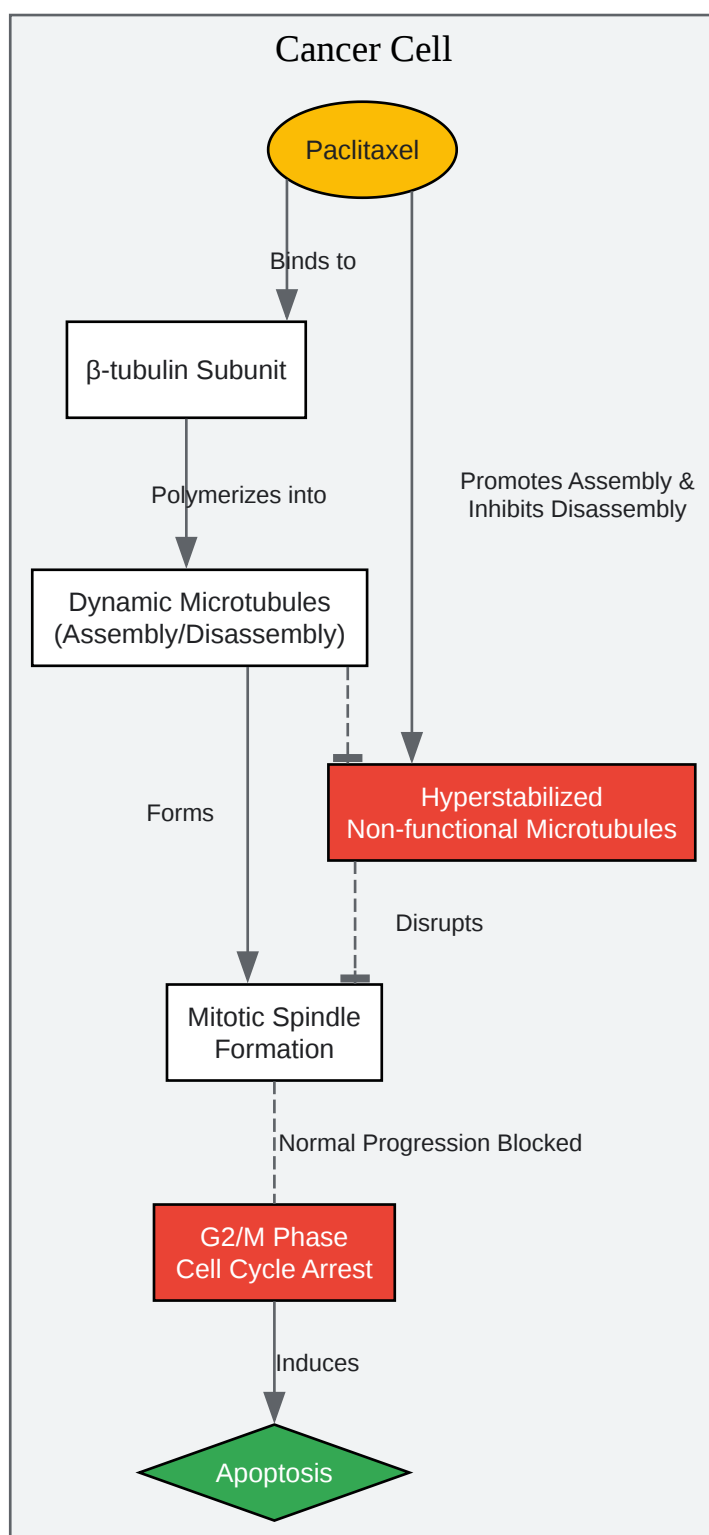 Cancer Cell
Paclitaxel
Binds to
β-tubulin Subunit
Polymerizes into
Promotes Assembly &
Inhibits Disassembly
Dynamic Microtubules
(Assembly/Disassembly)
Hyperstabilized
Non-functional Microtubules
Forms
Disrupts
Mitotic Spindle
Formation
Normal Progression Blocked
G2/M Phase
Cell Cycle Arrest
Induces
Apoptosis